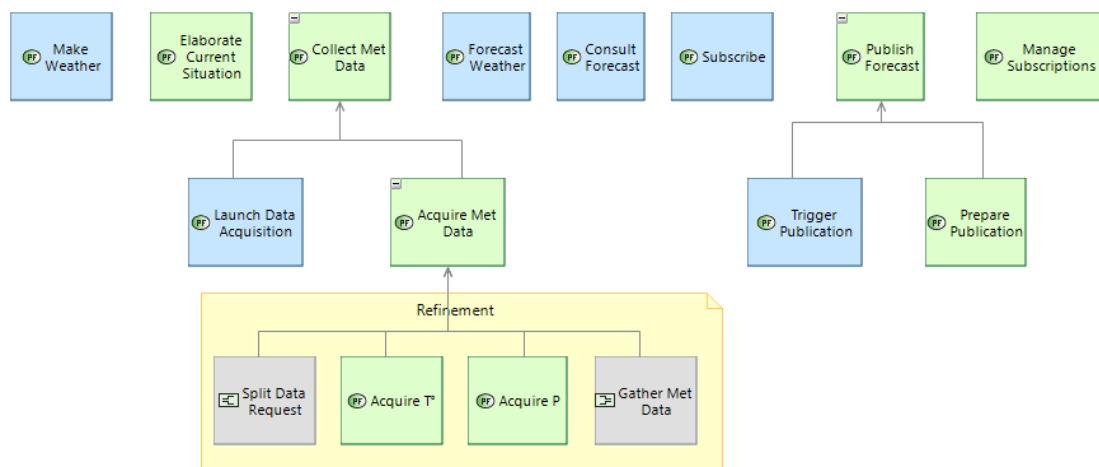 PF Make
Weather
PF Elaborate
Current
Situation
PF Collect Met
Data
PF Forecast
Weather
PF Consult
Forecast
PF Subscribe
PF Publish
Forecast
PF Manage
Subscriptions
PF Launch Data
Acquisition
PF Acquire Met
Data
PF Trigger
Publication
PF Prepare
Publication
Refinement
Split Data
Request
PF Acquire T°
PF Acquire P
Gather Met
Data